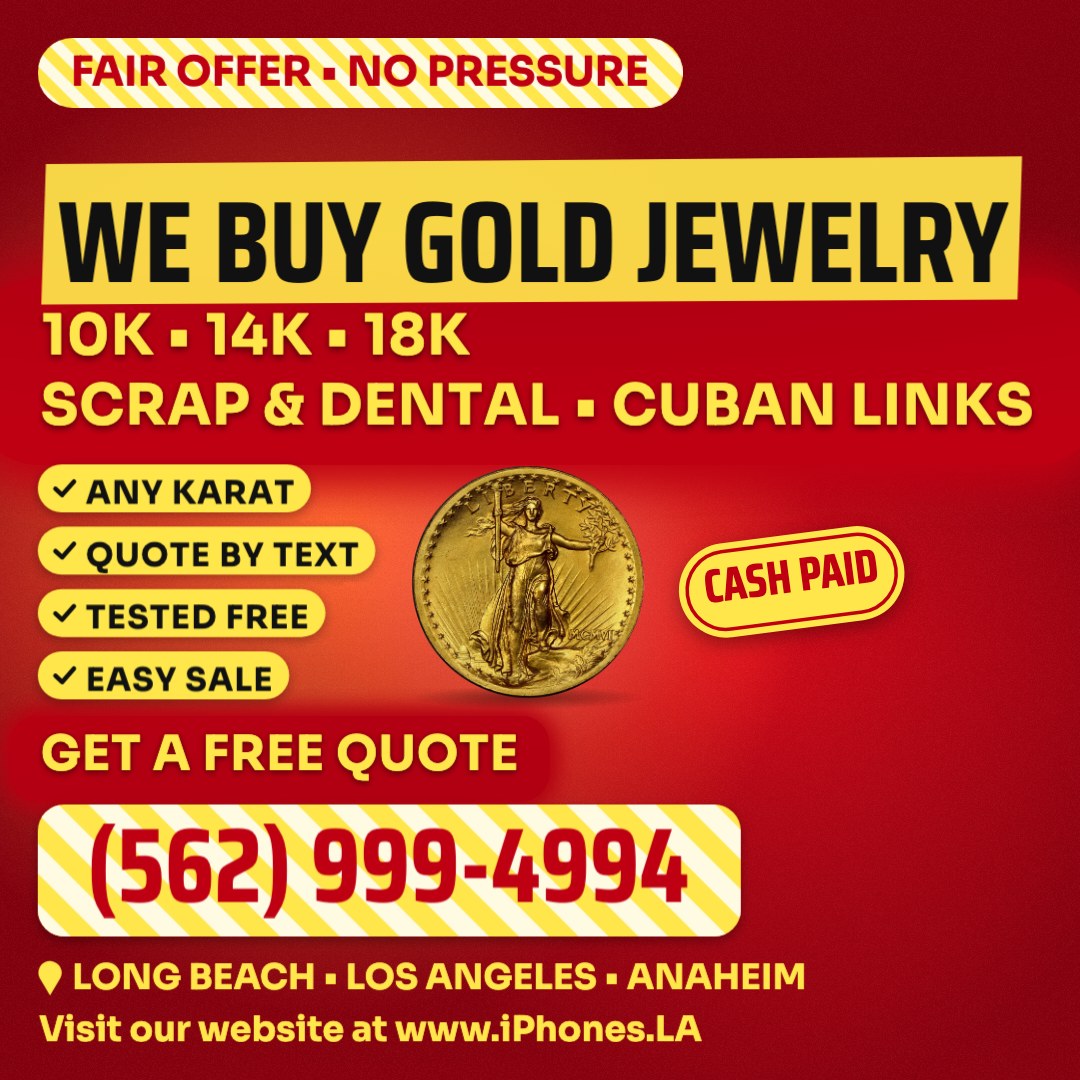 FAIR OFFER ▪ NO PRESSURE
WE BUY GOLD JEWELRY
10K ▪ 14K ▪ 18K
SCRAP & DENTAL ▪ CUBAN LINKS
✓ ANY KARAT
✓ QUOTE BY TEXT
✓ TESTED FREE
✓ EASY SALE
LIBERTY
CASH PAID
GET A FREE QUOTE
(562) 999-4994
LONG BEACH ▪ LOS ANGELES ▪ ANAHEIM
Visit our website at www.iPhones.LA